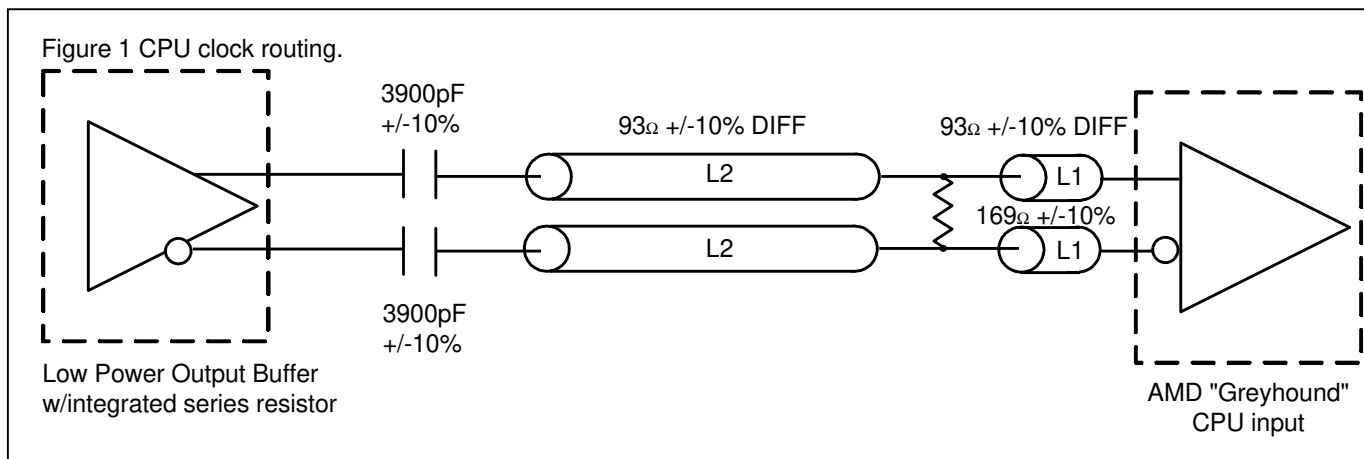 Figure 1 CPU clock routing.
3900pF
+/-10%
93Ω +/-10% DIFF
93Ω +/-10% DIFF
L2
L1
169Ω +/-10%
L2
L1
3900pF
+/-10%
Low Power Output Buffer
w/integrated series resistor
AMD "Greyhound"
CPU input